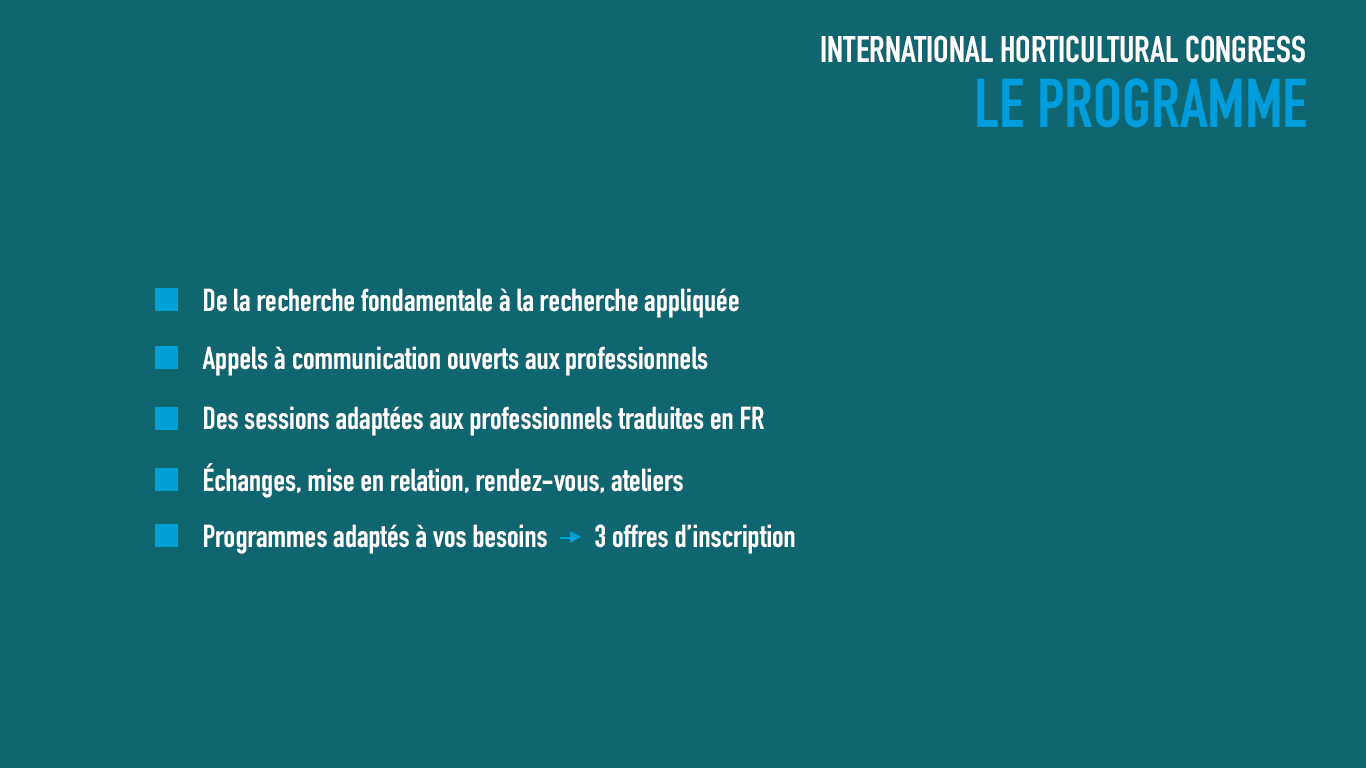 INTERNATIONAL HORTICULTURAL CONGRESS
LE PROGRAMME
De la recherche fondamentale à la recherche appliquée
Appels à communication ouverts aux professionnels
Des sessions adaptées aux professionnels traduites en FR
Échanges, mise en relation, rendez-vous, ateliers
Programmes adaptés à vos besoins → 3 offres d’inscription